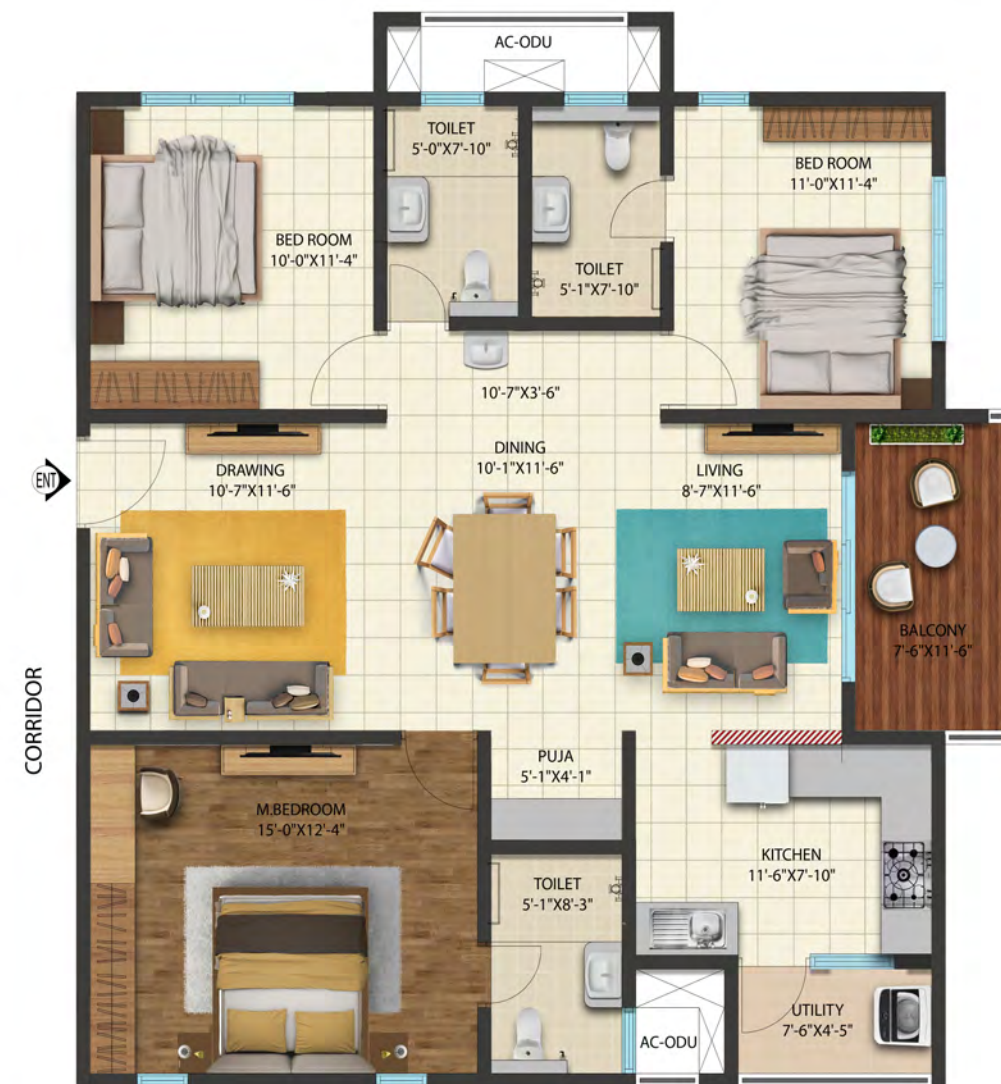 AC-ODU
TOILET
5'-0"X7'-10"
BED ROOM
11'-0"X11'-4"
BED ROOM
10'-0"X11'-4"
TOILET
5'-1"X7'-10"
10'-7"X3'-6"
ENT
DRAWING
10'-7"X11'-6"
DINING
10'-1"X11'-6"
LIVING
8'-7"X11'-6"
BALCONY
7'-6"X11'-6"
CORRIDOR
PUJA
5'-1"X4'-1"
M.BEDROOM
15'-0"X12'-4"
KITCHEN
11'-6"X7'-10"
TOILET
5'-1"X8'-3"
UTILITY
7'-6"X4'-5"
AC-ODU